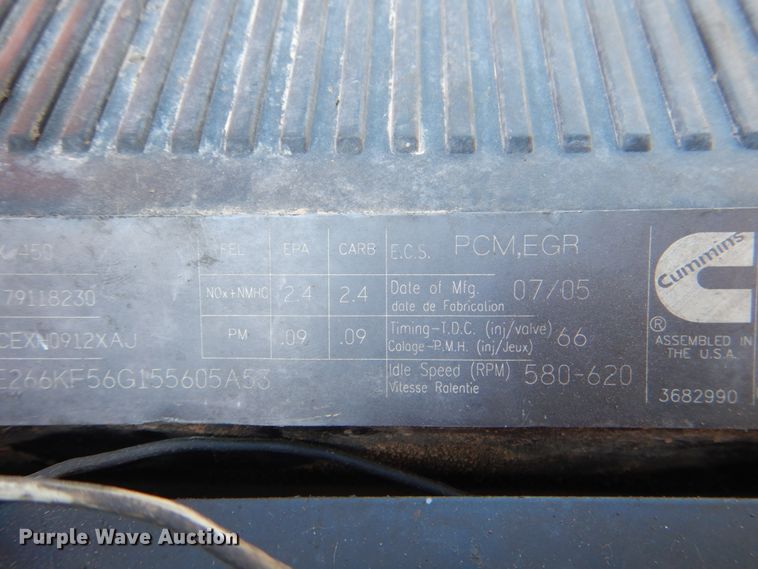 450 FEL EPA CARB E.C.S. PCM,EGR
79118230 NOx+NMHC 2.4 2.4 Date of Mfg. 07/05
date de Fabrication
PM .09 .09 Timing-T.D.C. (inj/valve) 66
Calage-P.M.H. (inj/Jeux)
E266KF56G155605A53 Idle Speed (RPM) 580-620
Vitesse Ralentie
Cummins
®
ASSEMBLED IN
THE U.S.A.
3682990
Purple Wave Auction